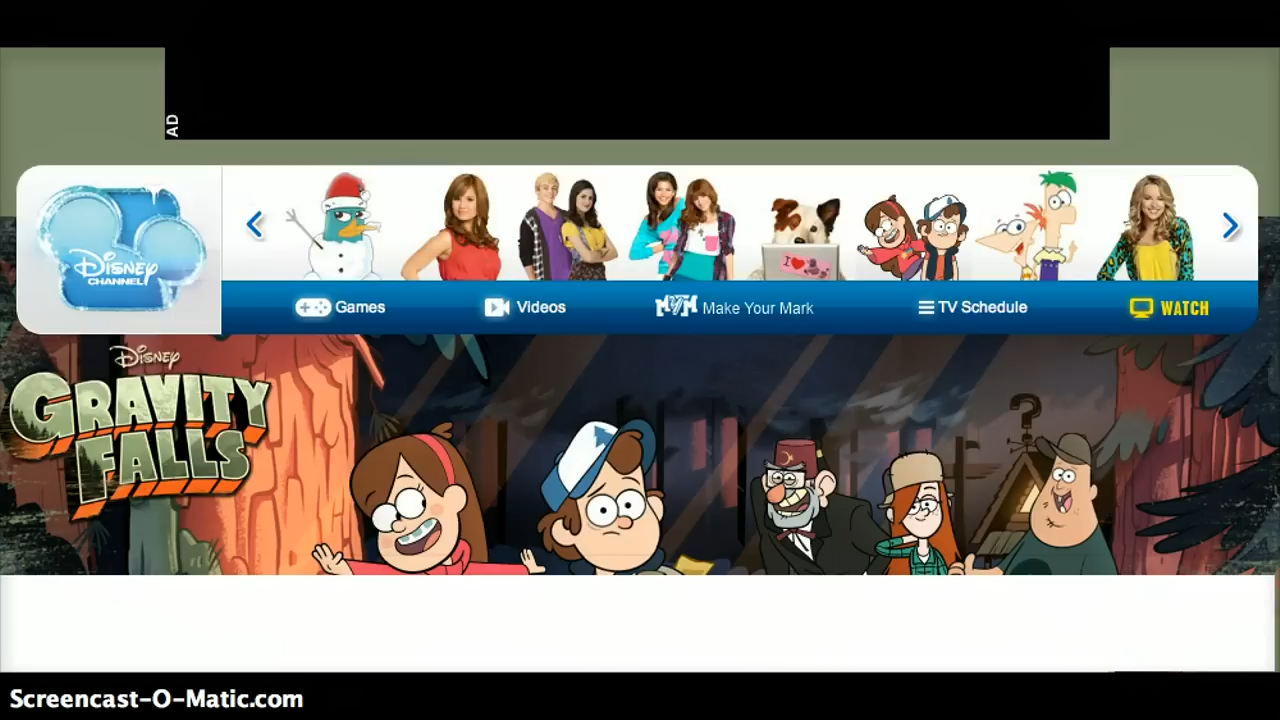 AD
Disney
CHANNEL
I
Games
Videos
MYM Make Your Mark
TV Schedule
WATCH
Disney
GRAVITY
FALLS
?
Screencast-O-Matic.com